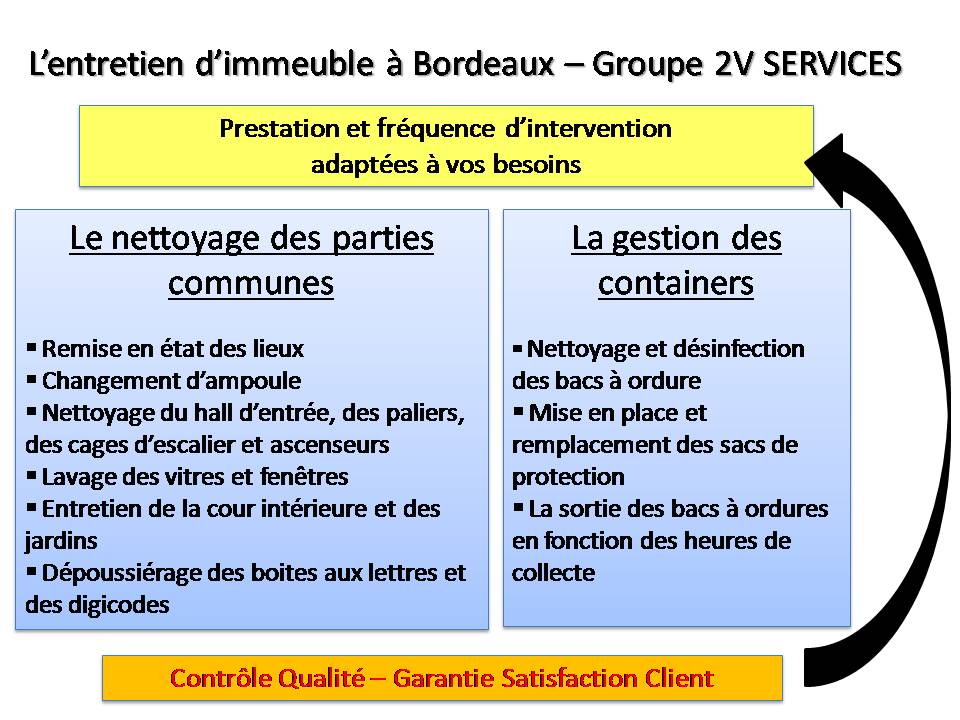 L’entretien d’immeuble à Bordeaux – Groupe 2V SERVICES
Prestation et fréquence d’intervention
adaptées à vos besoins
Le nettoyage des parties
communes
▪ Remise en état des lieux
▪ Changement d’ampoule
▪ Nettoyage du hall d’entrée, des paliers,
des cages d’escalier et ascenseurs
▪ Lavage des vitres et fenêtres
▪ Entretien de la cour intérieure et des
jardins
▪ Dépoussiérage des boites aux lettres et
des digicodes
La gestion des
containers
▪ Nettoyage et désinfection
des bacs à ordure
▪ Mise en place et
remplacement des sacs de
protection
▪ La sortie des bacs à ordures
en fonction des heures de
collecte
Contrôle Qualité – Garantie Satisfaction Client